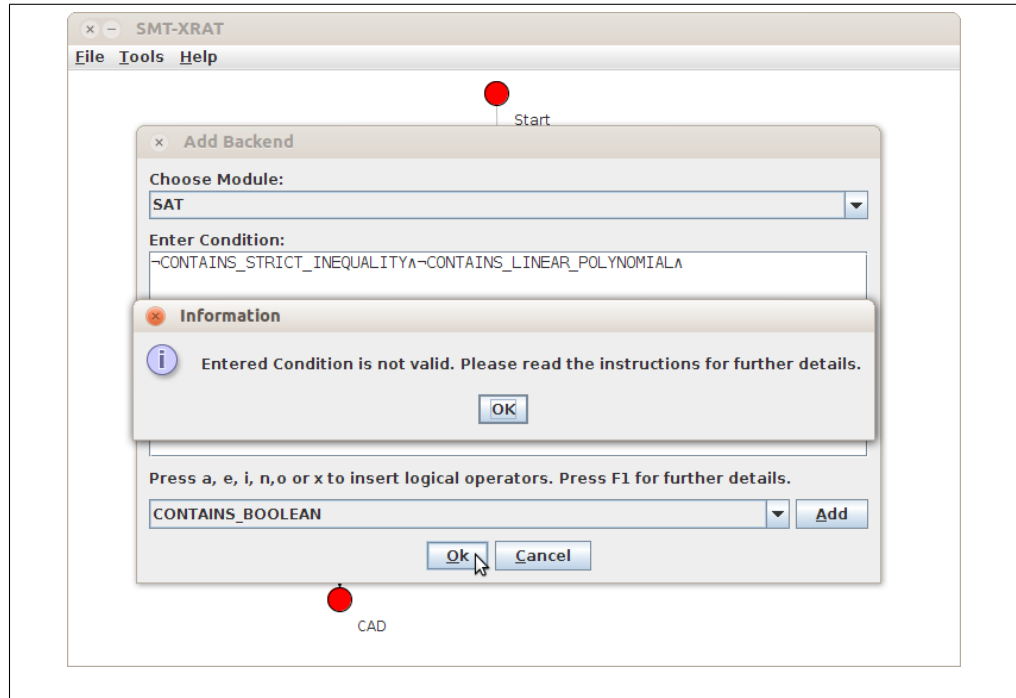 SMT-XRAT
File Tools Help
Start
Add Backend
Choose Module:
SAT
Enter Condition:
¬CONTAINS_STRICT_INEQUALITY∧¬CONTAINS_LINEAR_POLYNOMIAL∧
Information
Entered Condition is not valid. Please read the instructions for further details.
OK
Press a, e, i, n,o or x to insert logical operators. Press F1 for further details.
CONTAINS_BOOLEAN Add
Ok Cancel
CAD